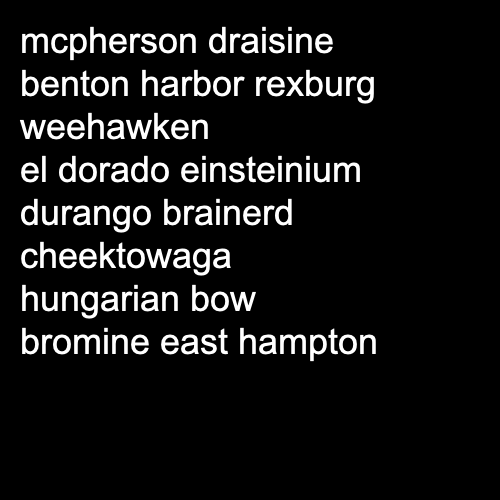 mcpherson draisine
benton harbor rexburg
weehawken
el dorado einsteinium
durango brainerd
cheektowaga
hungarian bow
bromine east hampton